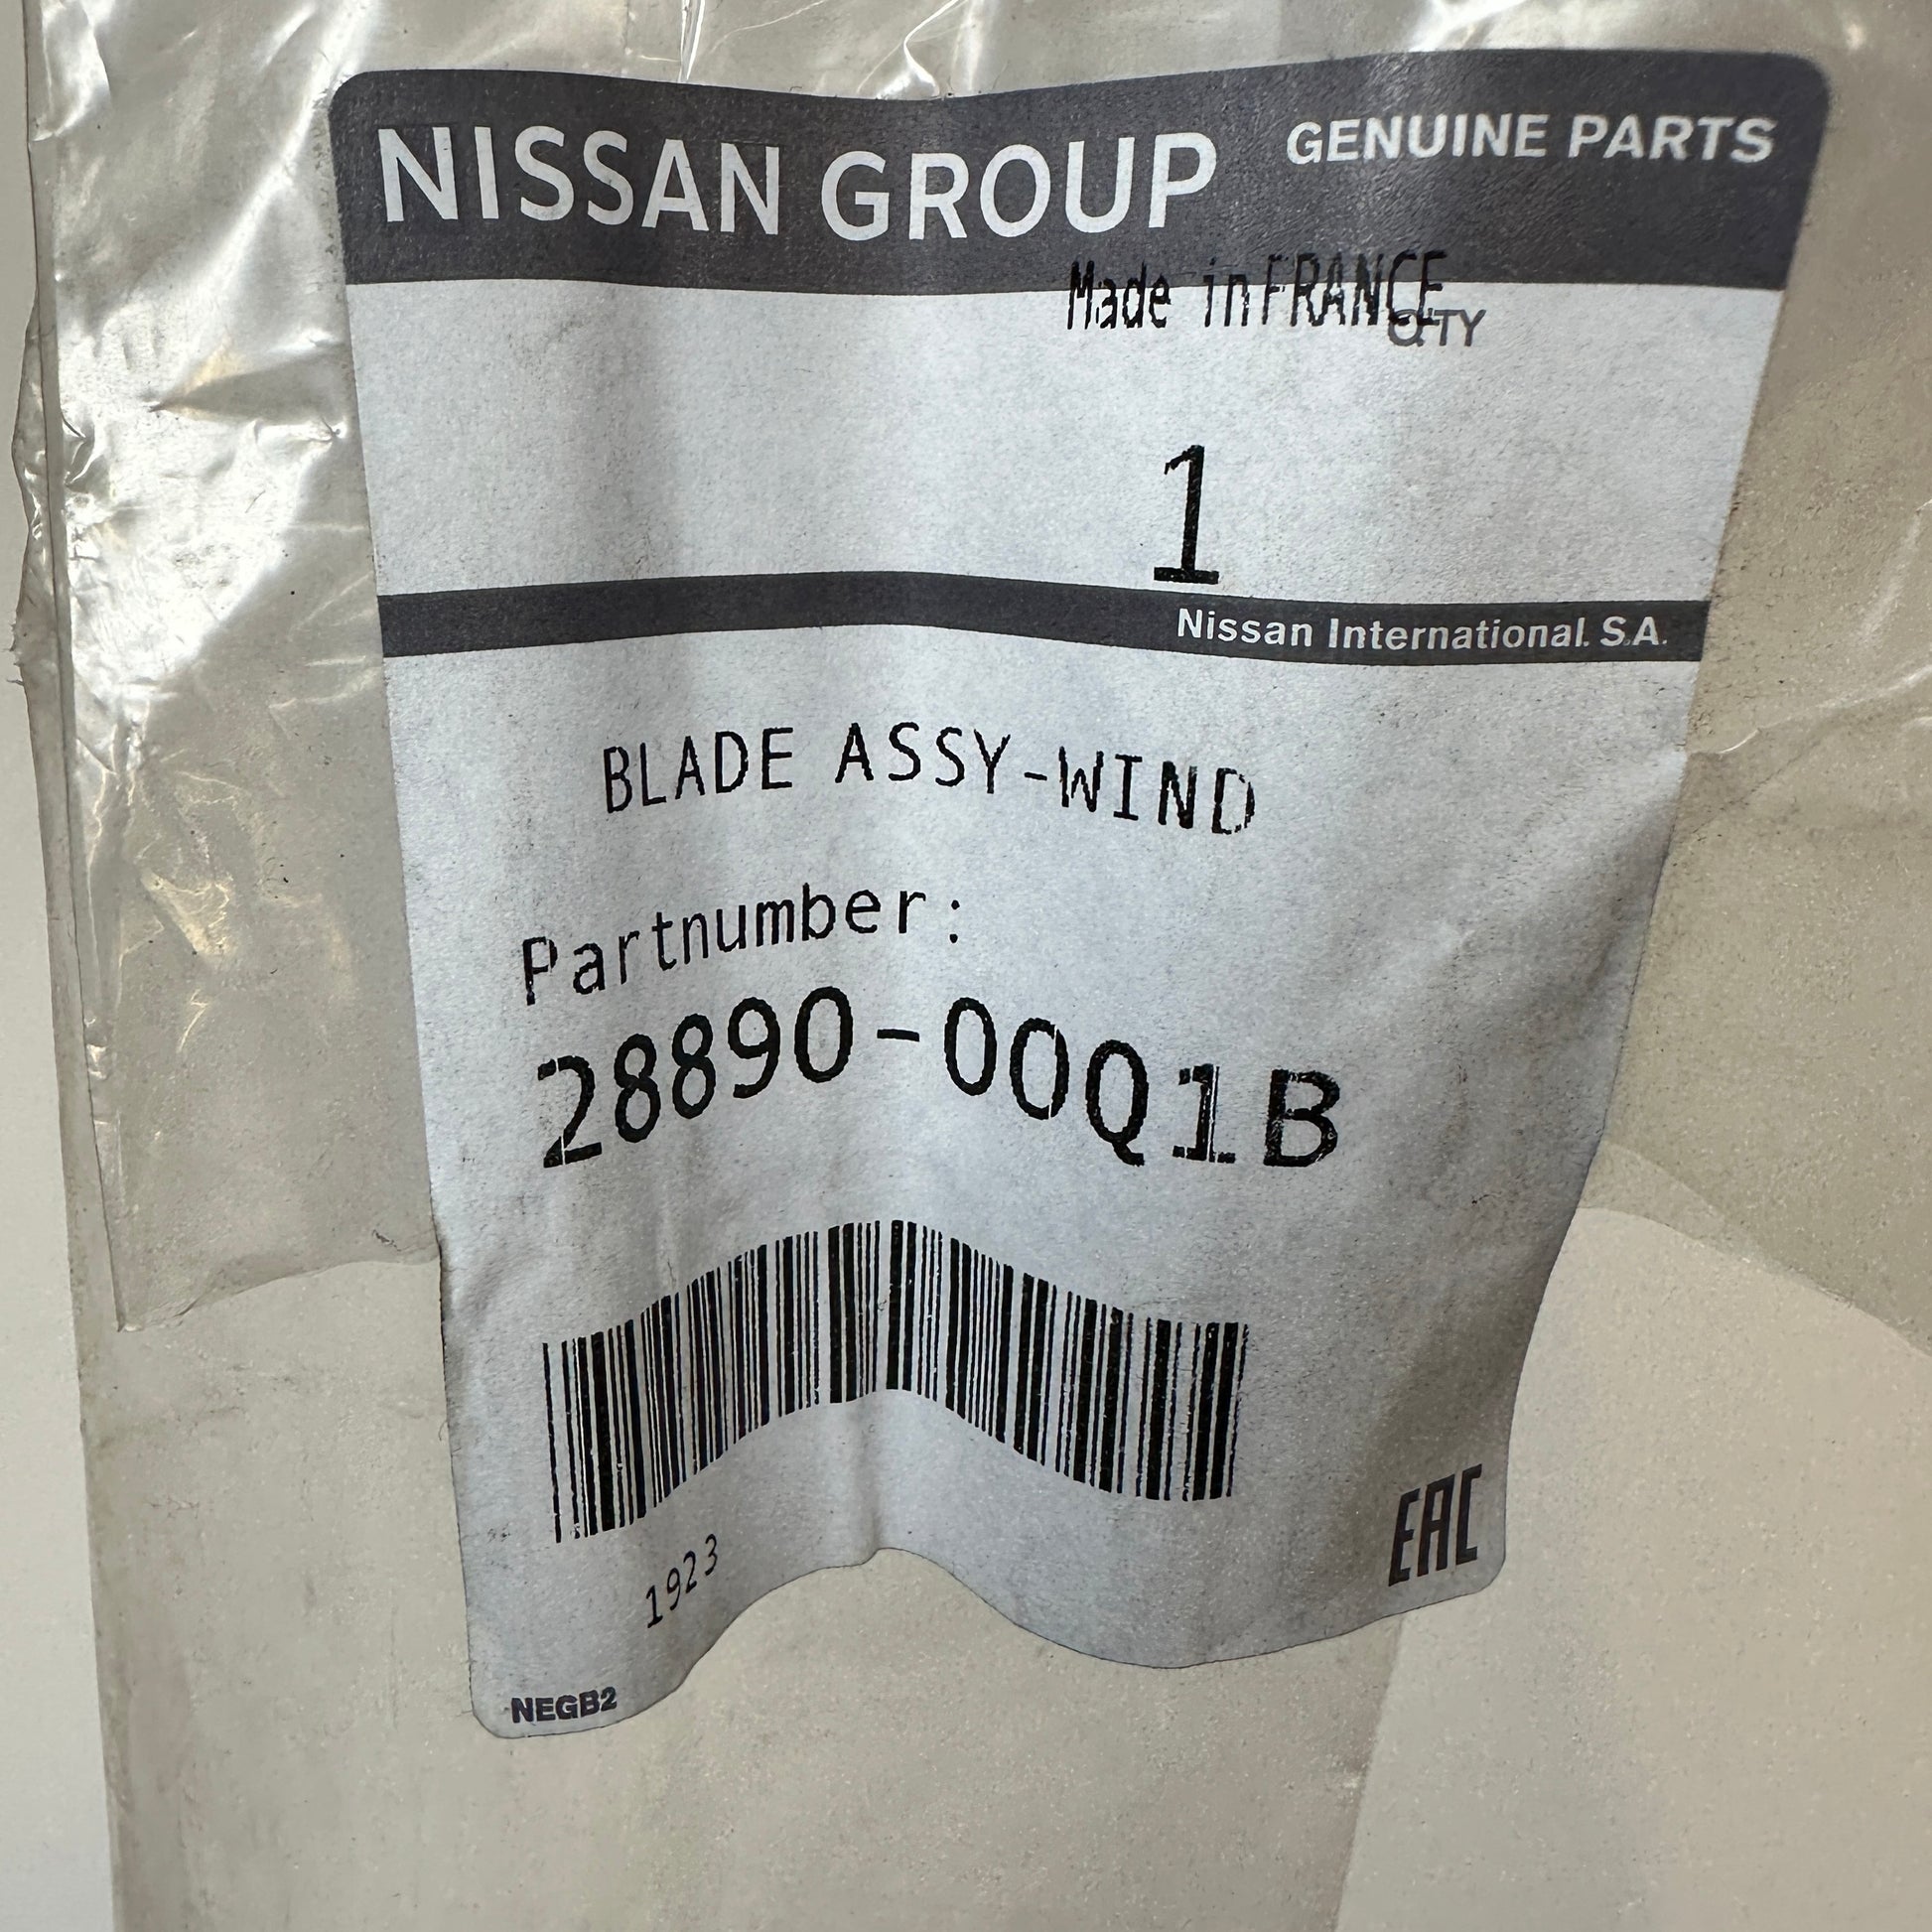 NISSAN GROUP GENUINE PARTS
Made in FRANCE
Q'TY
1
Nissan International. S.A.
BLADE ASSY-WIND
Partnumber:
28890-00Q1B
1923
EAC
NEGB2